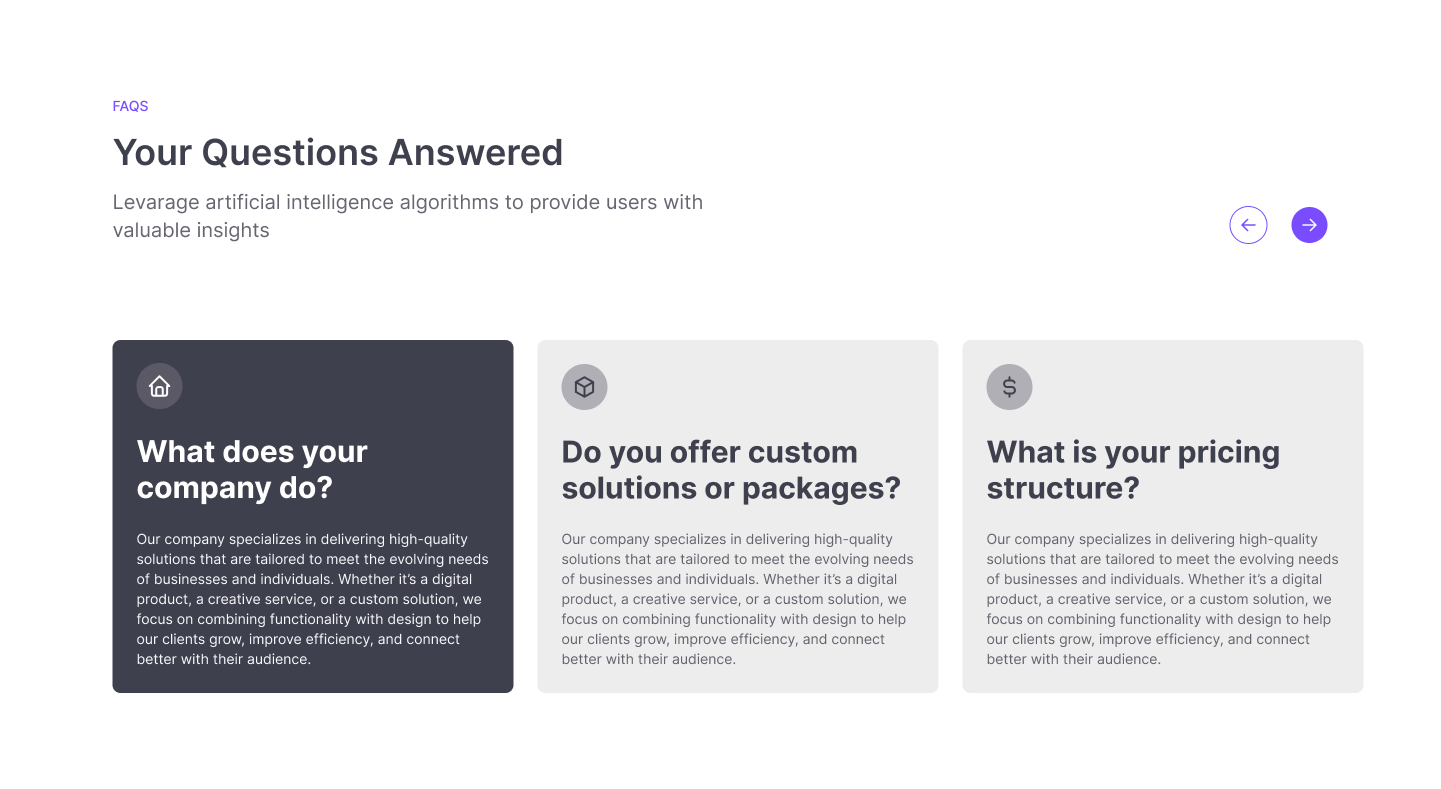 FAQS
Your Questions Answered
Levarage artificial intelligence algorithms to provide users with
valuable insights
What does your
company do?
Our company specializes in delivering high-quality
solutions that are tailored to meet the evolving needs
of businesses and individuals. Whether it’s a digital
product, a creative service, or a custom solution, we
focus on combining functionality with design to help
our clients grow, improve efficiency, and connect
better with their audience.
Do you offer custom
solutions or packages?
Our company specializes in delivering high-quality
solutions that are tailored to meet the evolving needs
of businesses and individuals. Whether it’s a digital
product, a creative service, or a custom solution, we
focus on combining functionality with design to help
our clients grow, improve efficiency, and connect
better with their audience.
$
What is your pricing
structure?
Our company specializes in delivering high-quality
solutions that are tailored to meet the evolving needs
of businesses and individuals. Whether it’s a digital
product, a creative service, or a custom solution, we
focus on combining functionality with design to help
our clients grow, improve efficiency, and connect
better with their audience.